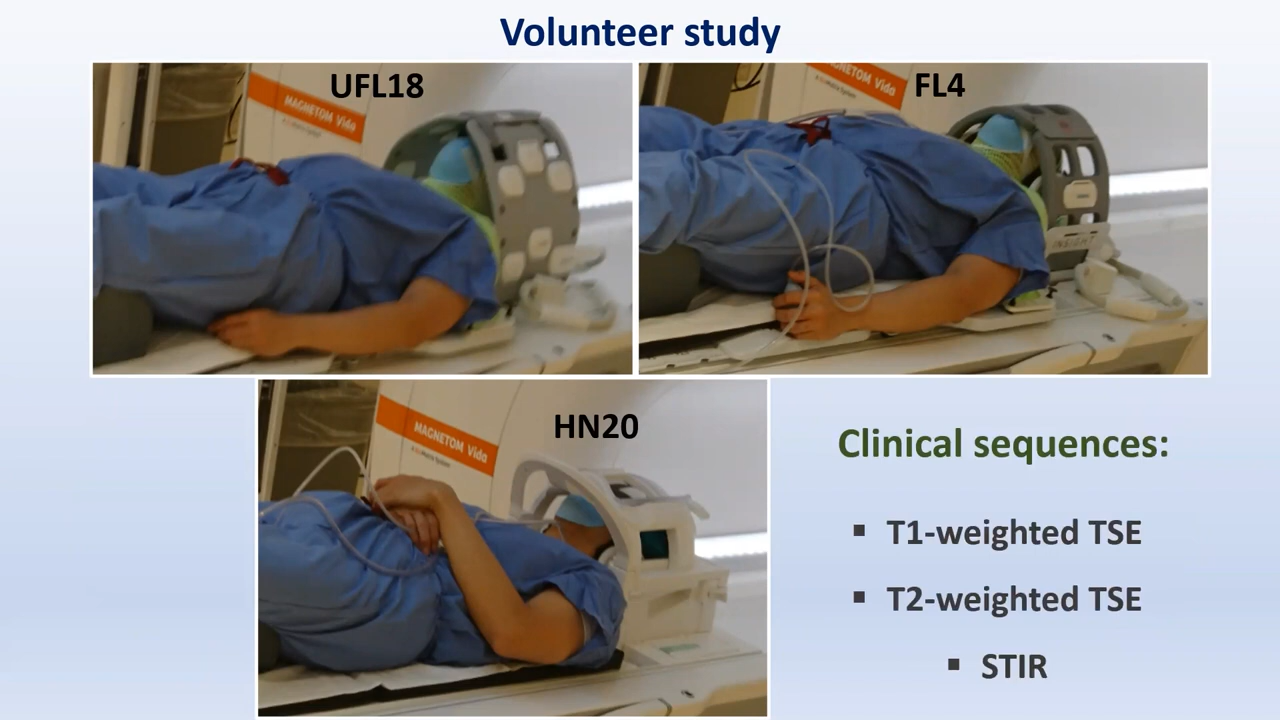 Volunteer study
UFL18
MAGNETOM Vida
FL4
MAGNETOM Vida
INSIGHT
HN20
MAGNETOM Vida
Clinical sequences:
▪ T1-weighted TSE
▪ T2-weighted TSE
▪ STIR